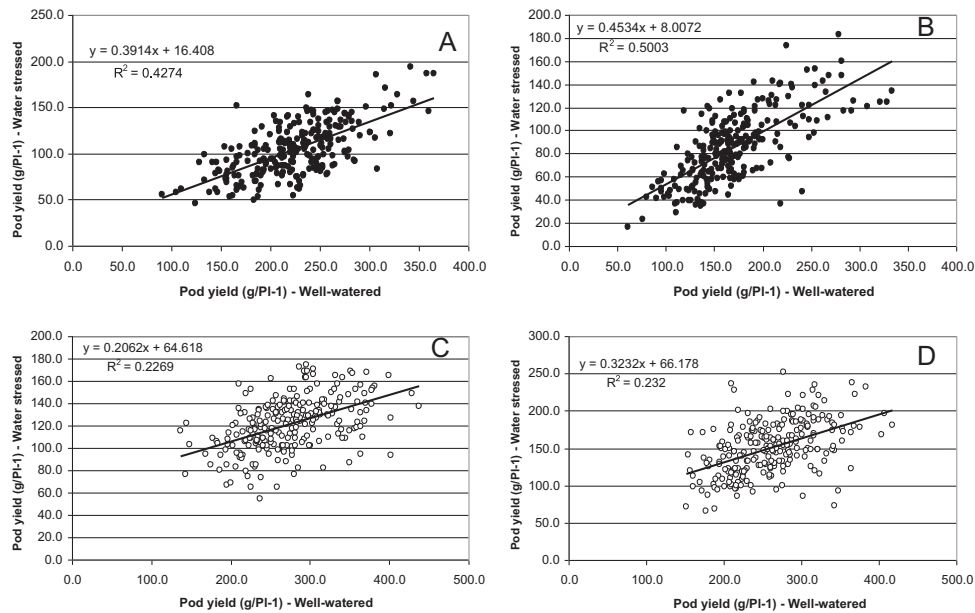 A
y = 0.3914x + 16.408
R² = 0.4274
Pod yield (g/Pl-1) - Water stressed
250.0
200.0
150.0
100.0
50.0
0.0
0.0 50.0 100.0 150.0 200.0 250.0 300.0 350.0 400.0
Pod yield (g/Pl-1) - Well-watered
B
y = 0.4534x + 8.0072
R² = 0.5003
Pod yield (g/Pl-1) - Water stressed
200.0
180.0
160.0
140.0
120.0
100.0
80.0
60.0
40.0
20.0
0.0
0.0 50.0 100.0 150.0 200.0 250.0 300.0 350.0 400.0
Pod yield (g/Pl-1) - Well-watered
C
y = 0.2062x + 64.618
R² = 0.2269
Pod yield (g/Pl-1) - Water stressed
200.0
180.0
160.0
140.0
120.0
100.0
80.0
60.0
40.0
20.0
0.0
0.0 100.0 200.0 300.0 400.0 500.0
Pod yield (g/Pl-1) - Well-watered
D
y = 0.3232x + 66.178
R² = 0.232
Pod yield (g/Pl-1) - Water stressed
300.0
250.0
200.0
150.0
100.0
50.0
0.0
0.0 100.0 200.0 300.0 400.0 500.0
Pod yield (g/Pl-1) - Well-watered